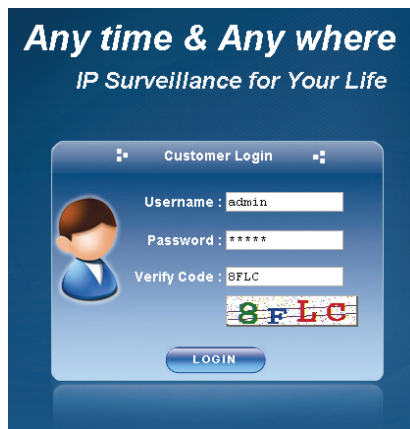 Any time & Any where
IP Surveillance for Your Life
Customer Login
Username : admin
Password : *****
Verify Code : 8FLC
8FLC
LOGIN